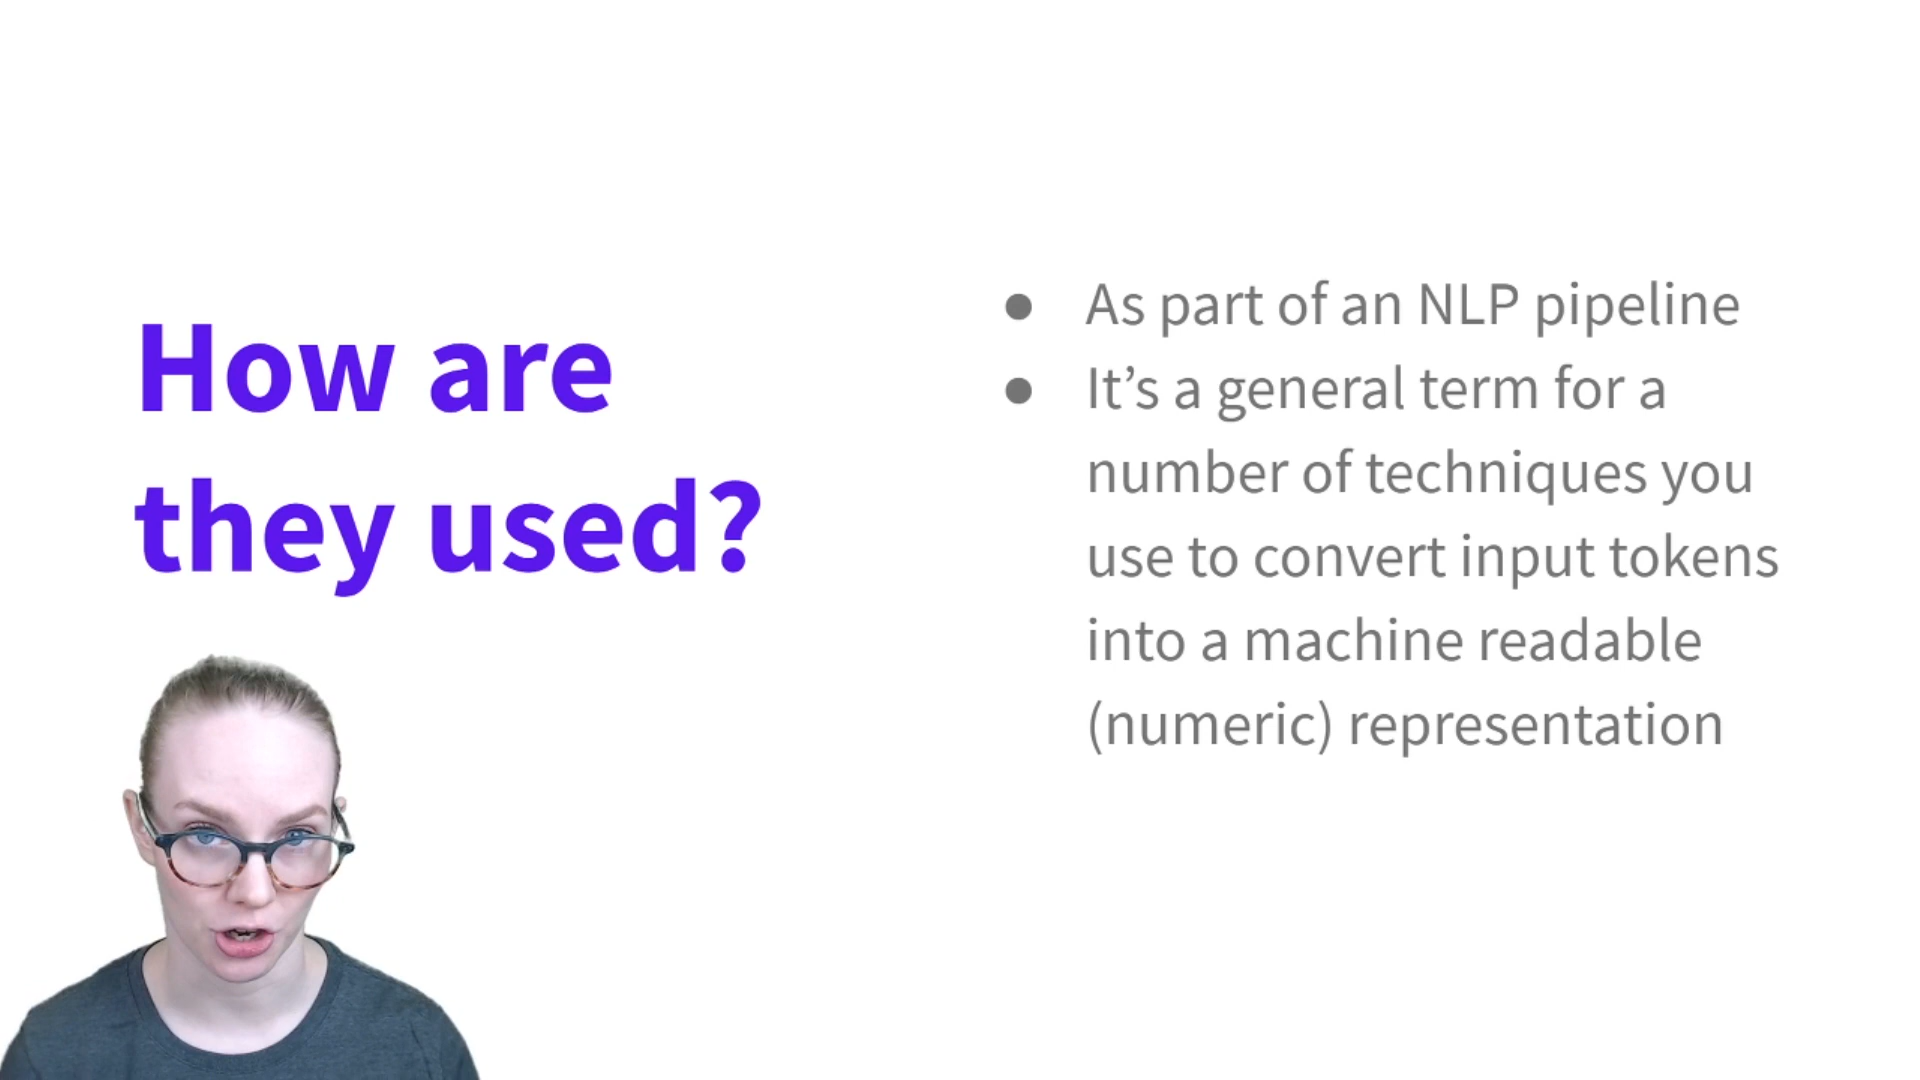 How are
they used?
● As part of an NLP pipeline
● It’s a general term for a
number of techniques you
use to convert input tokens
into a machine readable
(numeric) representation